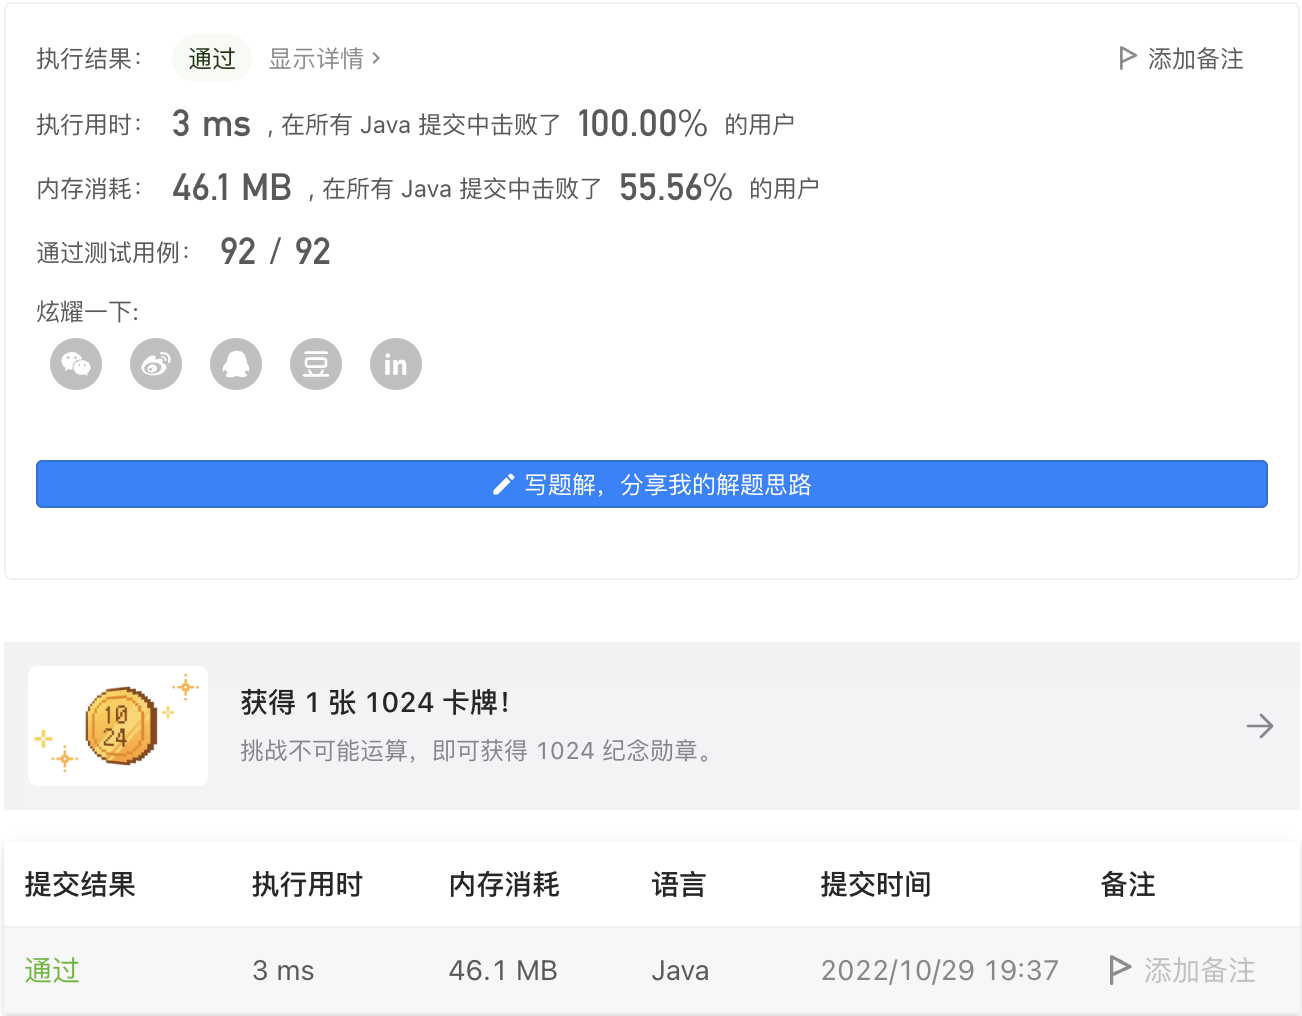 执行结果： 通过 显示详情 > 添加备注
执行用时： 3 ms , 在所有 Java 提交中击败了 100.00% 的用户
内存消耗： 46.1 MB , 在所有 Java 提交中击败了 55.56% 的用户
通过测试用例： 92 / 92
炫耀一下:
豆 in
写题解，分享我的解题思路
10
24
获得 1 张 1024 卡牌！
挑战不可能运算，即可获得 1024 纪念勋章。
提交结果 执行用时 内存消耗 语言 提交时间 备注
通过 3 ms 46.1 MB Java 2022/10/29 19:37 添加备注